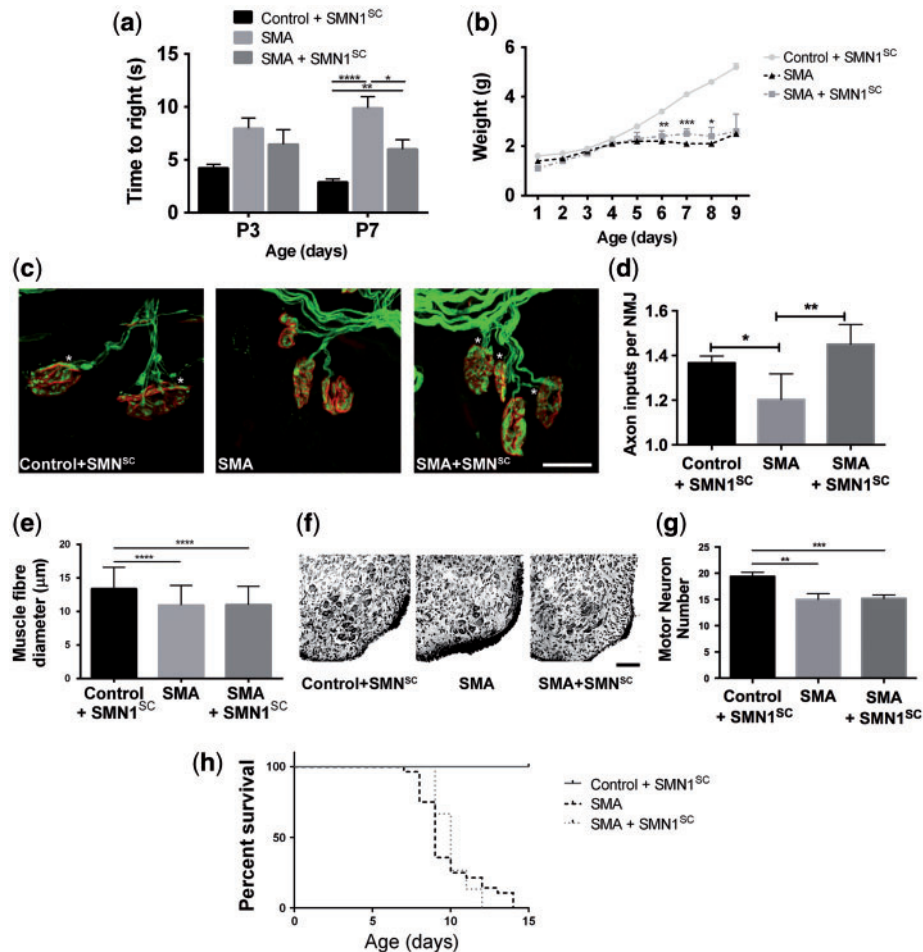 (a)
Control + SMN1SC
SMA
SMA + SMN1SC
Time to right (s)
15
10
5
0
**** *
**
P3 P7
Age (days)
(b)
Weight (g)
6
4
2
0
** *** *
1 2 3 4 5 6 7 8 9
Age (days)
Control + SMN1SC
SMA
SMA + SMN1SC
(c)
* *
* * *
Control+SMNSC
SMA
SMA+SMNSC
(d)
Axon inputs per NMJ
1.6
1.4
1.2
1.0
* **
Control + SMN1SC
SMA
SMA + SMN1SC
(e)
Muscle fibre
diameter (μm)
20
15
10
5
0
****
****
Control + SMN1SC
SMA
SMA + SMN1SC
(f)
Control+SMNSC
SMA
SMA+SMNSC
(g)
Motor Neuron
Number
25
20
15
10
5
0
***
**
Control + SMN1SC
SMA
SMA + SMN1SC
(h)
Percent survival
100
50
0
0 5 10 15
Age (days)
Control + SMN1SC
SMA
SMA + SMN1SC